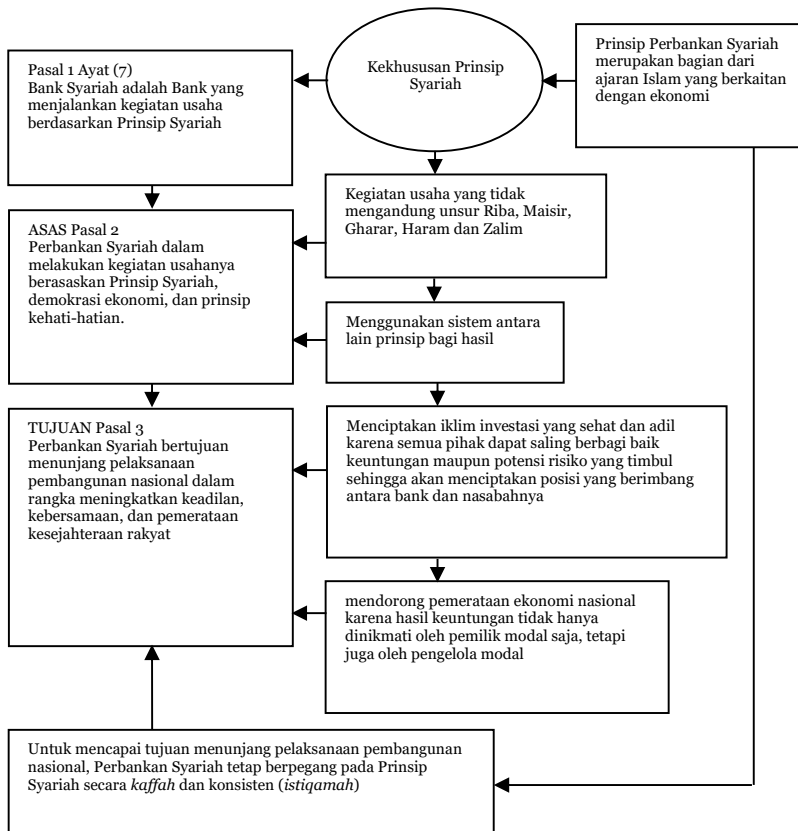 Kekhususan Prinsip
Syariah
Prinsip Perbankan Syariah
merupakan bagian dari
ajaran Islam yang berkaitan
dengan ekonomi
Pasal 1 Ayat (7)
Bank Syariah adalah Bank yang
menjalankan kegiatan usaha
berdasarkan Prinsip Syariah
Kegiatan usaha yang tidak
mengandung unsur Riba, Maisir,
Gharar, Haram dan Zalim
ASAS Pasal 2
Perbankan Syariah dalam
melakukan kegiatan usahanya
berasaskan Prinsip Syariah,
demokrasi ekonomi, dan prinsip
kehati-hatian.
Menggunakan sistem antara
lain prinsip bagi hasil
TUJUAN Pasal 3
Perbankan Syariah bertujuan
menunjang pelaksanaan
pembangunan nasional dalam
rangka meningkatkan keadilan,
kebersamaan, dan pemerataan
kesejahteraan rakyat
Menciptakan iklim investasi yang sehat dan adil
karena semua pihak dapat saling berbagi baik
keuntungan maupun potensi risiko yang timbul
sehingga akan menciptakan posisi yang berimbang
antara bank dan nasabahnya
mendorong pemerataan ekonomi nasional
karena hasil keuntungan tidak hanya
dinikmati oleh pemilik modal saja, tetapi
juga oleh pengelola modal
Untuk mencapai tujuan menunjang pelaksanaan pembangunan
nasional, Perbankan Syariah tetap berpegang pada Prinsip
Syariah secara kaffah dan konsisten (istiqamah)